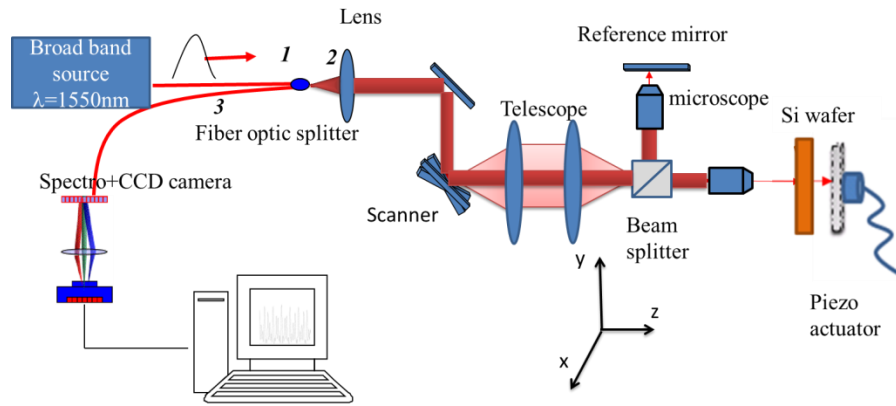 Lens
Broad band
source
λ=1550nm
1
2
3
Fiber optic splitter
Reference mirror
microscope
Telescope
Si wafer
Spectro+CCD camera
Scanner
Beam
splitter
Piezo
actuator
y
z
x